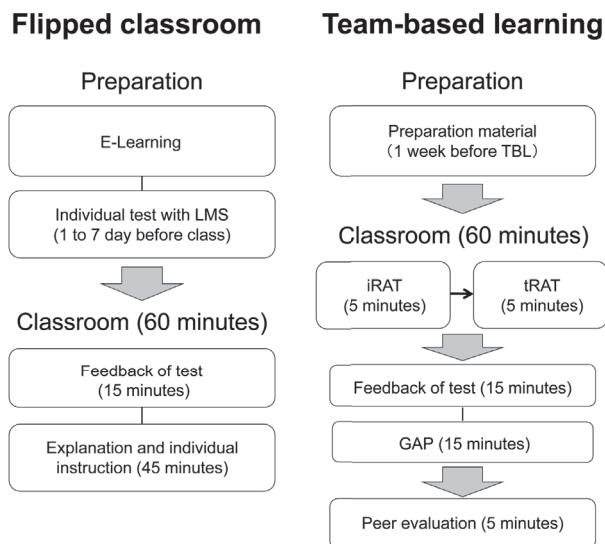 Flipped classroom
Preparation
E-Learning
Individual test with LMS
(1 to 7 day before class)
Classroom (60 minutes)
Feedback of test
(15 minutes)
Explanation and individual
instruction (45 minutes)
Team-based learning
Preparation
Preparation material
(1 week before TBL)
Classroom (60 minutes)
iRAT
(5 minutes)
tRAT
(5 minutes)
Feedback of test (15 minutes)
GAP (15 minutes)
Peer evaluation (5 minutes)